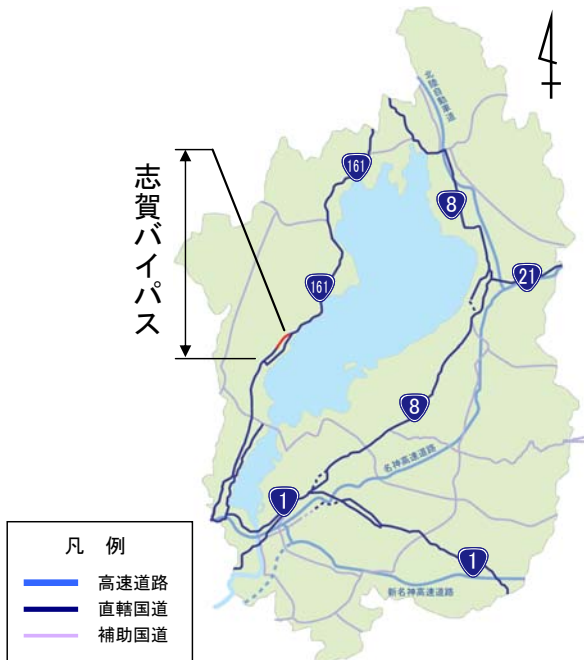 北陸自動車道
161
8
志賀バイパス
21
161
8
名神高速道路
1
1
新名神高速道路
凡 例
高速道路
直轄国道
補助国道